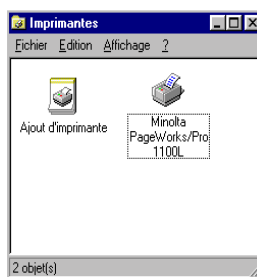 Imprimantes
Fichier Edition Affichage ?
Ajout d'imprimante
Minolta
PageWorks/Pro
1100L
2 objet(s)